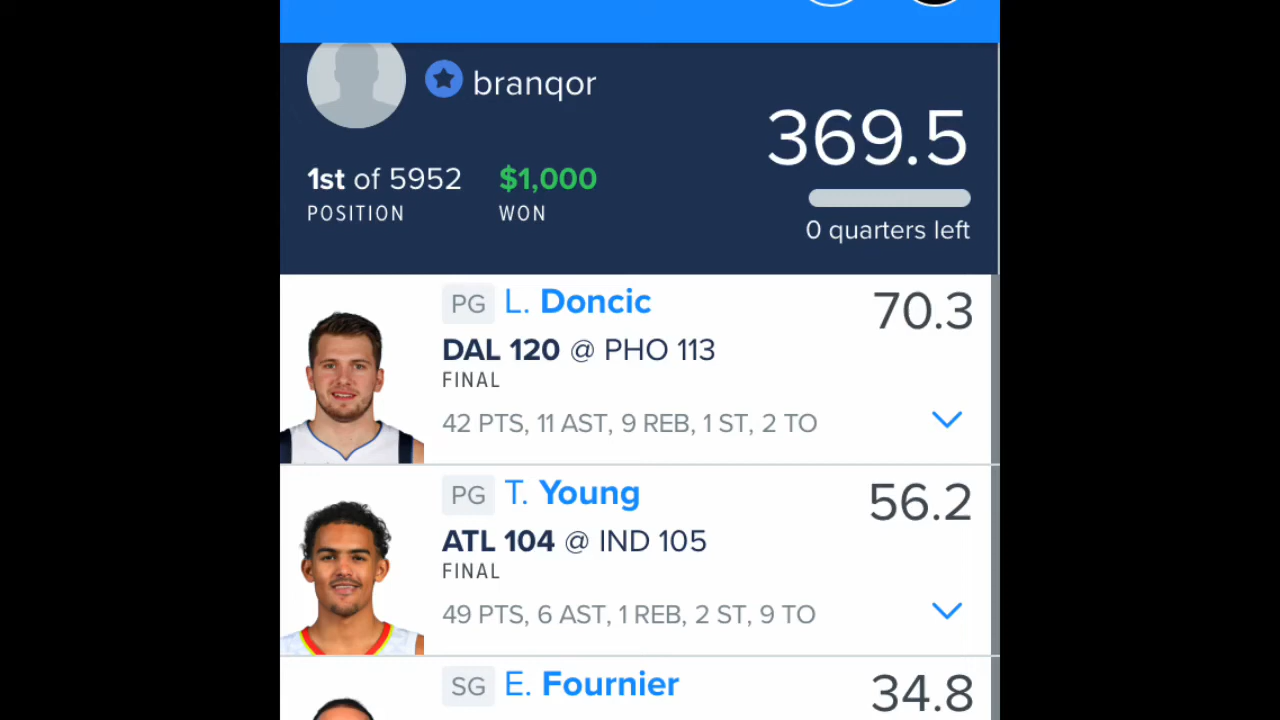 branqor
369.5
1st of 5952
$1,000
POSITION
WON
0 quarters left
PG L. Doncic
70.3
DAL 120 @ PHO 113
FINAL
42 PTS, 11 AST, 9 REB, 1 ST, 2 TO
PG T. Young
56.2
ATL 104 @ IND 105
FINAL
49 PTS, 6 AST, 1 REB, 2 ST, 9 TO
SG E. Fournier
34.8